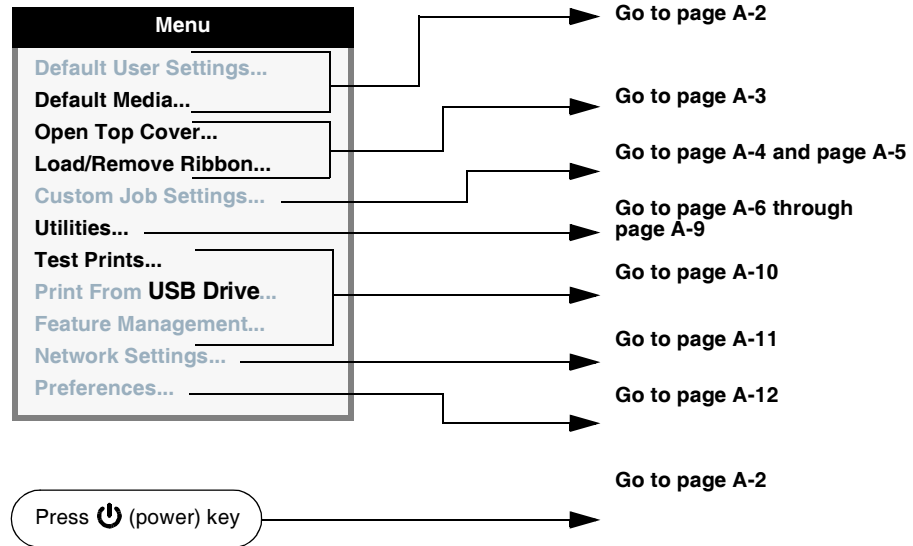 Menu
Default User Settings...
Default Media...
Open Top Cover...
Load/Remove Ribbon...
Custom Job Settings...
Utilities...
Test Prints...
Print From USB Drive...
Feature Management...
Network Settings...
Preferences...
Go to page A-2
Go to page A-3
Go to page A-4 and page A-5
Go to page A-6 through
page A-9
Go to page A-10
Go to page A-11
Go to page A-12
Press (power) key
Go to page A-2